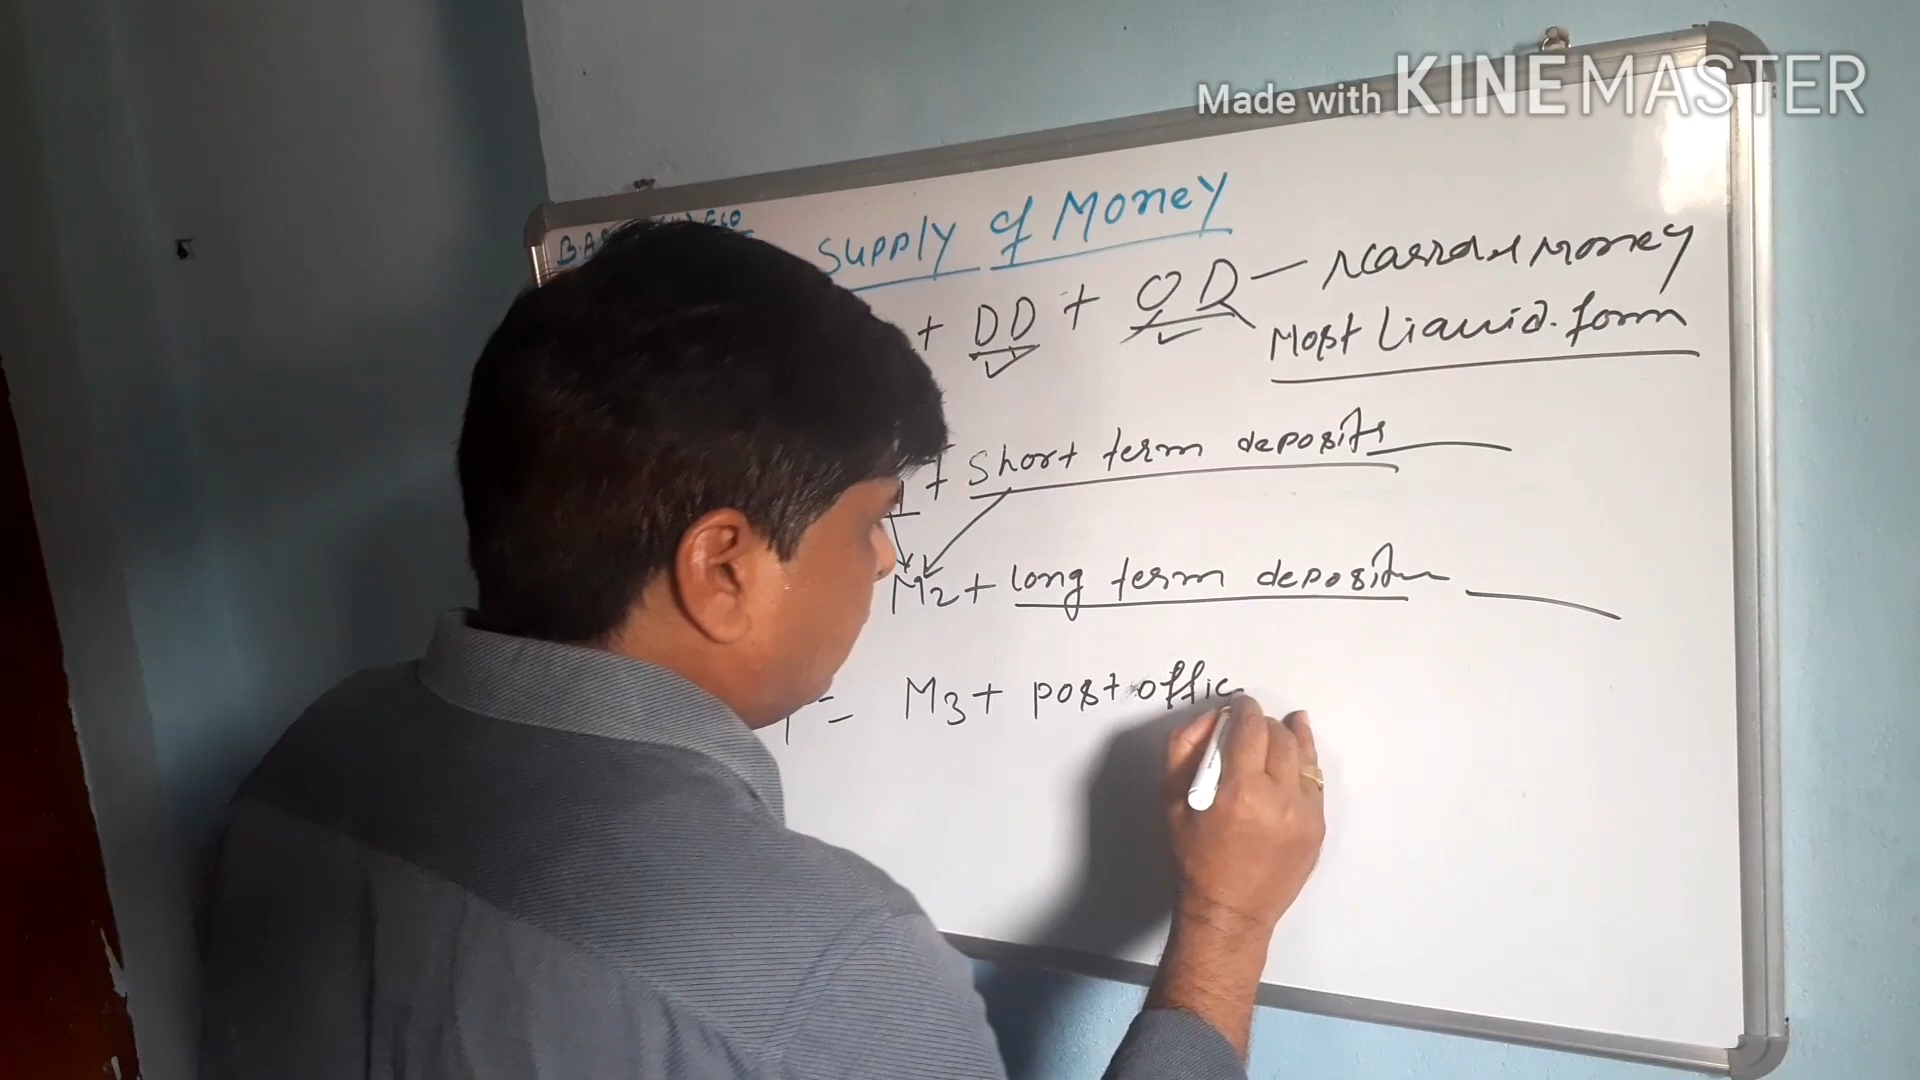 Made with KINEMASTER
Supply of Money
+ DD + OD — Narrow Money
Most Liquid form
+ Short term deposits
M2 + long term deposits
= M3 + post offic